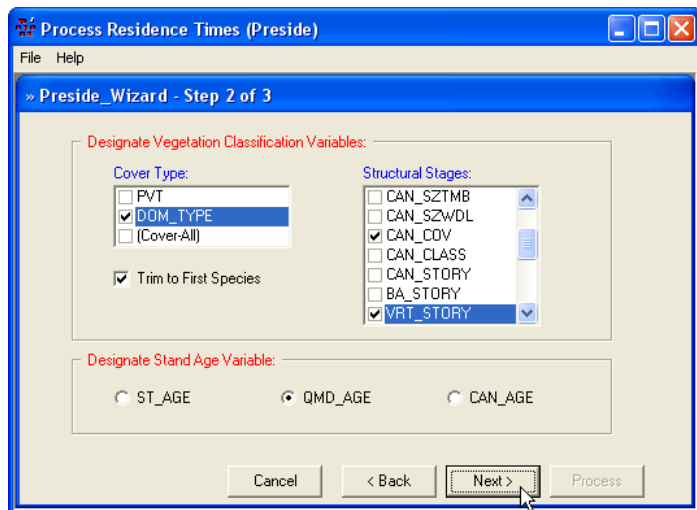 Process Residence Times (Preside)
File Help
» Preside_Wizard - Step 2 of 3
Designate Vegetation Classification Variables:
Cover Type:
PVT
DOM_TYPE
(Cover-All)
Trim to First Species
Structural Stages:
CAN_SZTMB
CAN_SZWDL
CAN_COV
CAN_CLASS
CAN_STORY
BA_STORY
VRT_STORY
Designate Stand Age Variable:
ST_AGE QMD_AGE CAN_AGE
Cancel < Back Next > Process